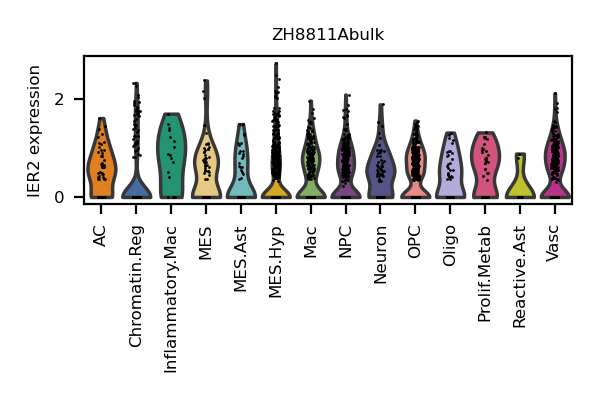 ZH8811Abulk
IER2 expression
2
0
AC
Chromatin.Reg
Inflammatory.Mac
MES
MES.Ast
MES.Hyp
Mac
NPC
Neuron
OPC
Oligo
Prolif.Metab
Reactive.Ast
Vasc